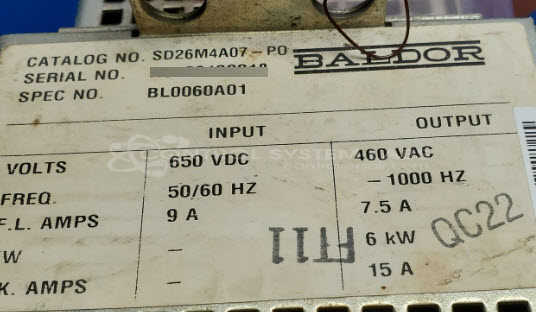 CATALOG NO. SD26M4A07-PO
BALDOR
SERIAL NO.
SPEC NO. BL0060A01
INPUT OUTPUT
VOLTS 650 VDC 460 VAC
FREQ. 50/60 HZ - 1000 HZ
F.L. AMPS 9 A 7.5 A
W - 6 kW
K. AMPS - 15 A
FT11
QC22